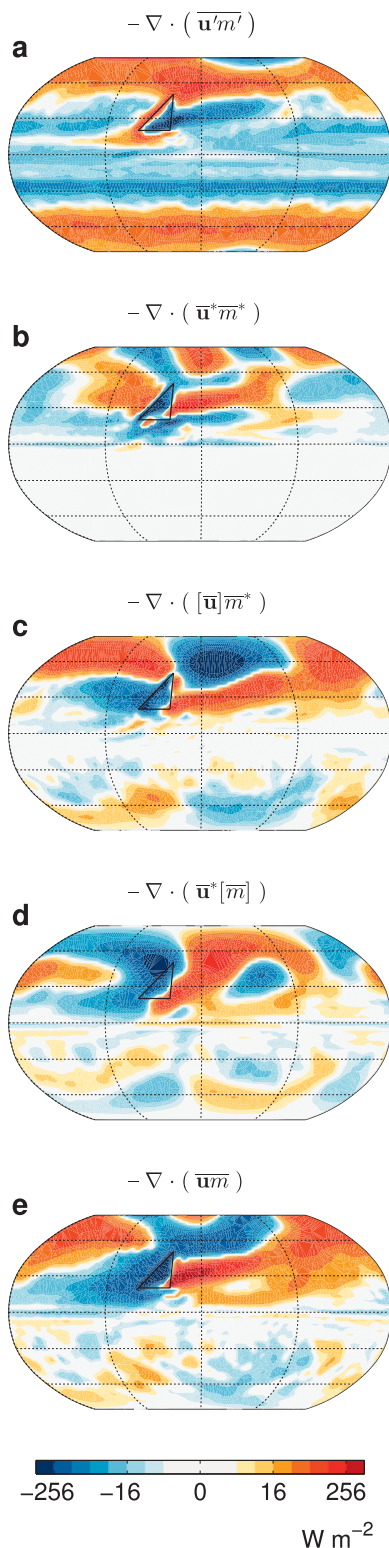 − ∇ · ( \overline{𝐮′m′} )
a
− ∇ · ( \overline{𝐮}*\overline{m}* )
b
− ∇ · ( [\overline{𝐮}]\overline{m}* )
c
− ∇ · ( \overline{𝐮}*[\overline{m}] )
d
− ∇ · ( \overline{𝐮m} )
e
−256 −16 0 16 256
W m⁻²